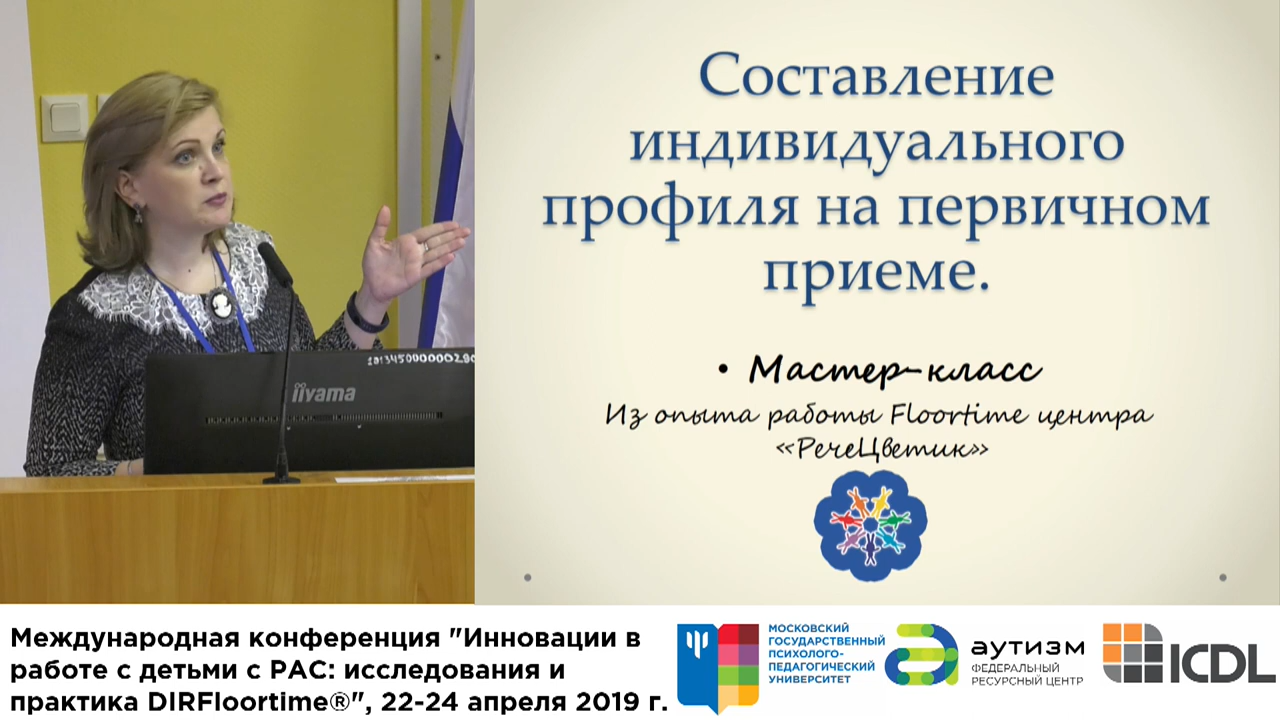 Составление
индивидуального
профиля на первичном
приеме.
• Мастер-класс
Из опыта работы Floortime центра
«РечеЦветик»
iiyama
Международная конференция "Инновации в
работе с детьми с РАС: исследования и
практика DIRFloortime®", 22-24 апреля 2019 г.
МОСКОВСКИЙ
ГОСУДАРСТВЕННЫЙ
ПСИХОЛОГО-
ПЕДАГОГИЧЕСКИЙ
УНИВЕРСИТЕТ
аутизм
ФЕДЕРАЛЬНЫЙ
РЕСУРСНЫЙ ЦЕНТР
ICDL